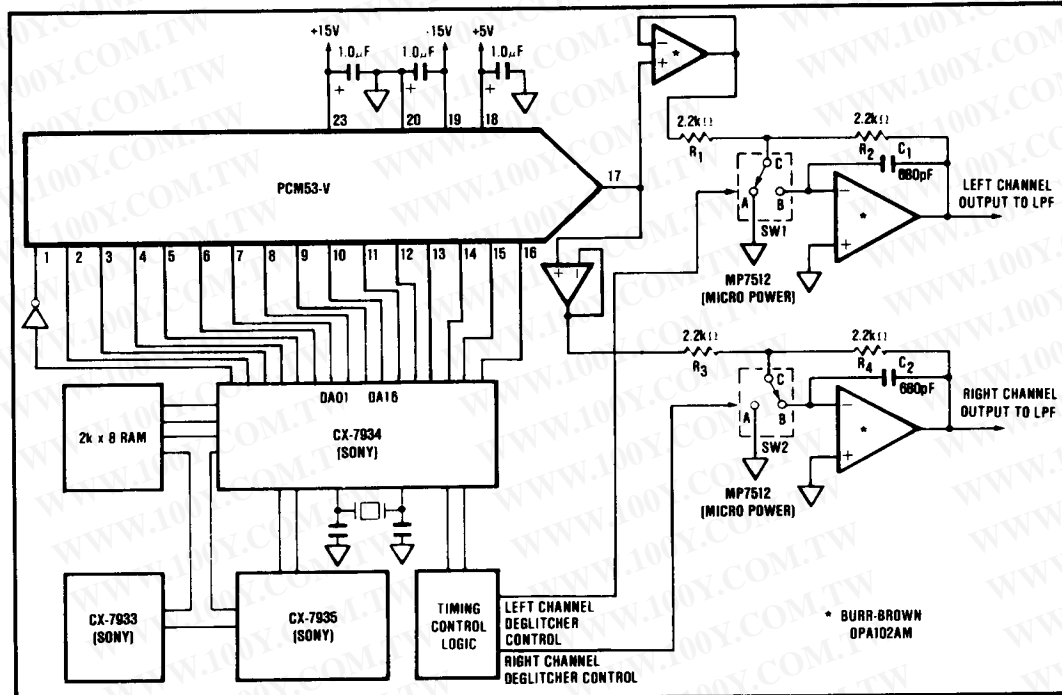 +15V
-15V
+5V
1.0μF
1.0μF
1.0μF
+
+
+
23
20
19
18
PCM53-V
17
1
2
3
4
5
6
7
8
9
10
11
12
13
14
15
16
-
*
+
2.2kΩ
R1
2.2kΩ
R2
C1
680pF
C
A
B
SW1
-
*
+
LEFT CHANNEL
OUTPUT TO LPF
MP7512
(MICRO POWER)
+
-
2.2kΩ
R3
2.2kΩ
R4
C2
680pF
C
A
B
SW2
-
*
+
RIGHT CHANNEL
OUTPUT TO LPF
MP7512
(MICRO POWER)
DA01
DA16
2k x 8 RAM
CX-7934
(SONY)
CX-7933
(SONY)
CX-7935
(SONY)
TIMING
CONTROL
LOGIC
LEFT CHANNEL
DEGLITCHER
CONTROL
RIGHT CHANNEL
DEGLITCHER CONTROL
* BURR-BROWN
OPA102AM
WWW.100Y.COM.TW